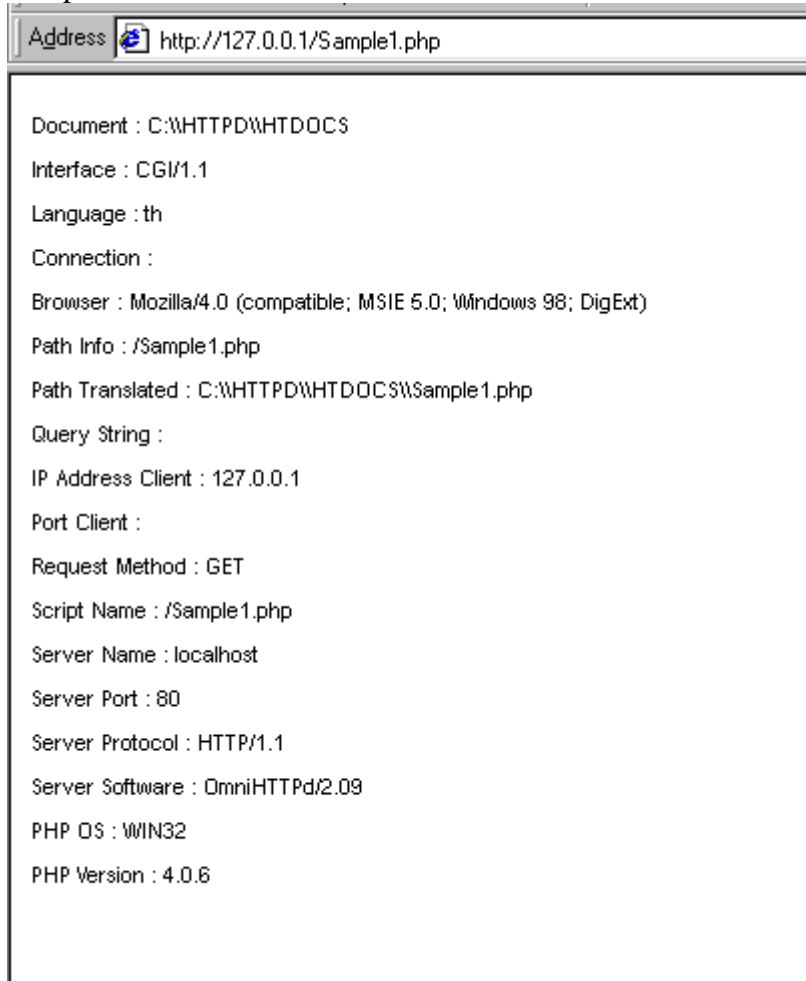 Address http://127.0.0.1/Sample1.php
Document : C:\\HTTPD\\HTDOCS
Interface : CGI/1.1
Language : th
Connection :
Browser : Mozilla/4.0 (compatible; MSIE 5.0; Windows 98; DigExt)
Path Info : /Sample1.php
Path Translated : C:\\HTTPD\\HTDOCS\\Sample1.php
Query String :
IP Address Client : 127.0.0.1
Port Client :
Request Method : GET
Script Name : /Sample1.php
Server Name : localhost
Server Port : 80
Server Protocol : HTTP/1.1
Server Software : OmniHTTPd/2.09
PHP OS : WIN32
PHP Version : 4.0.6